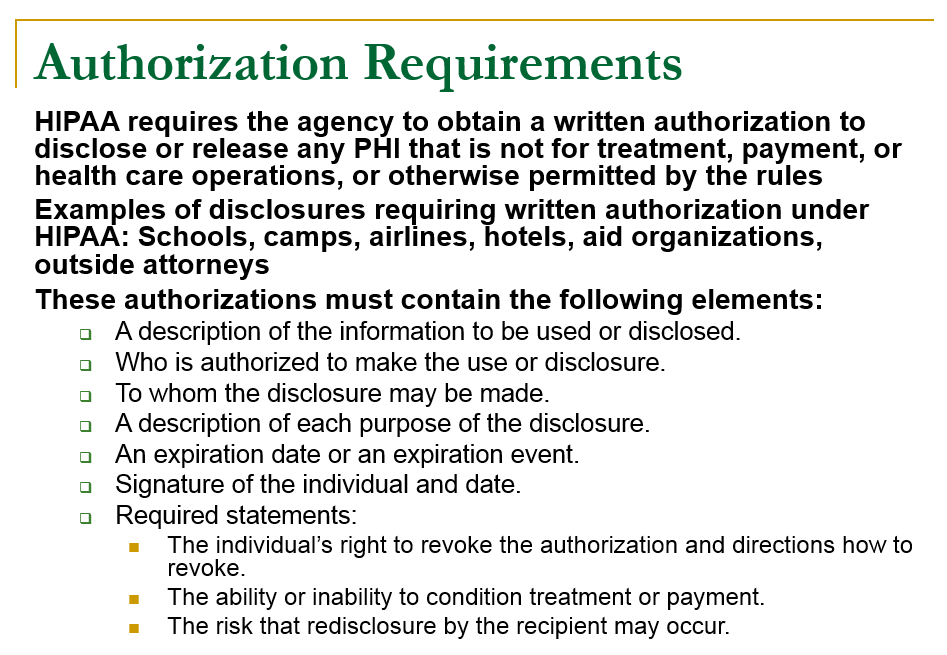 Authorization Requirements
HIPAA requires the agency to obtain a written authorization to
disclose or release any PHI that is not for treatment, payment, or
health care operations, or otherwise permitted by the rules
Examples of disclosures requiring written authorization under
HIPAA: Schools, camps, airlines, hotels, aid organizations,
outside attorneys
These authorizations must contain the following elements:
A description of the information to be used or disclosed.
Who is authorized to make the use or disclosure.
To whom the disclosure may be made.
A description of each purpose of the disclosure.
An expiration date or an expiration event.
Signature of the individual and date.
Required statements:
The individual’s right to revoke the authorization and directions how to
revoke.
The ability or inability to condition treatment or payment.
The risk that redisclosure by the recipient may occur.